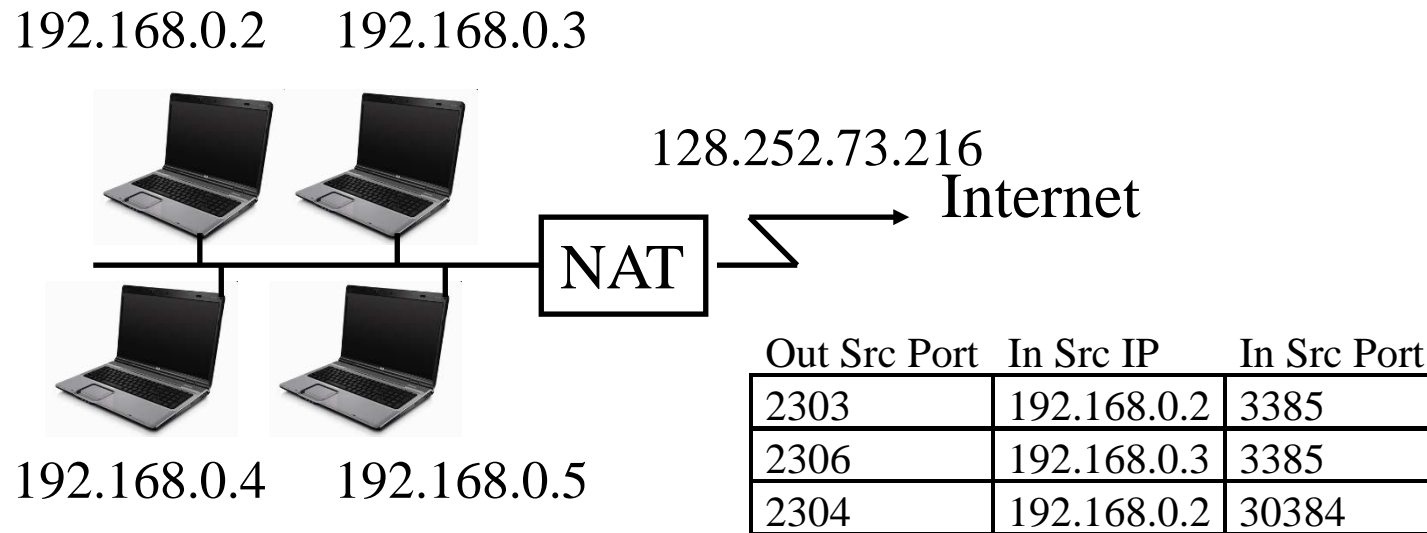 192.168.0.2 192.168.0.3
128.252.73.216
Internet
NAT
192.168.0.4 192.168.0.5
Out Src Port In Src IP In Src Port
2303 192.168.0.2 3385
2306 192.168.0.3 3385
2304 192.168.0.2 30384